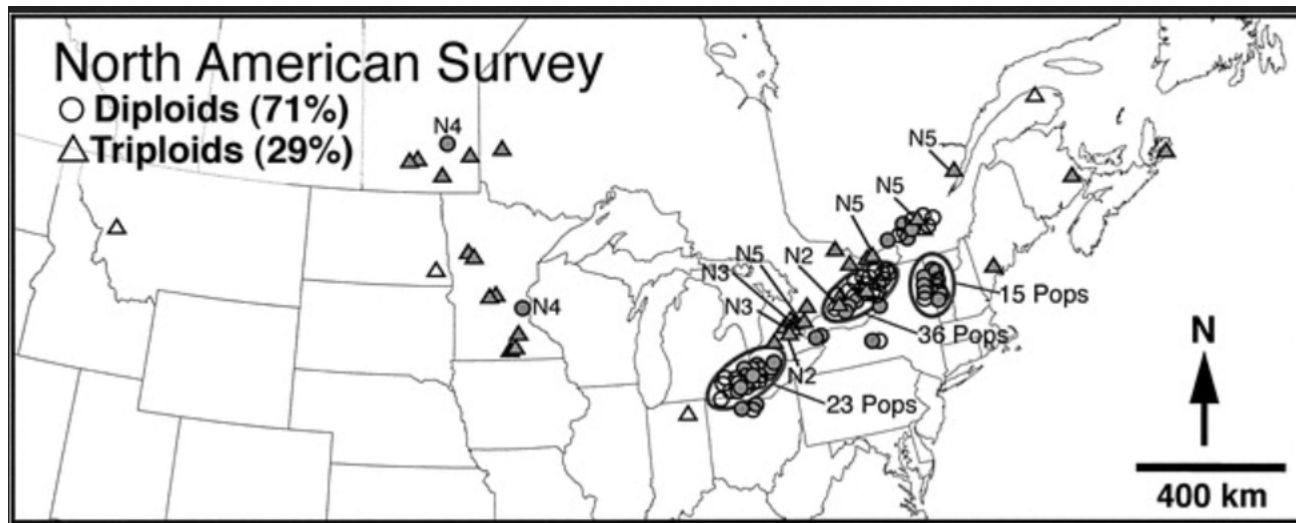 North American Survey
Diploids (71%)
Triploids (29%)
N4
N5
N5
N5
N2
N5
N3
N3
N4
15 Pops
36 Pops
N2
23 Pops
N
400 km